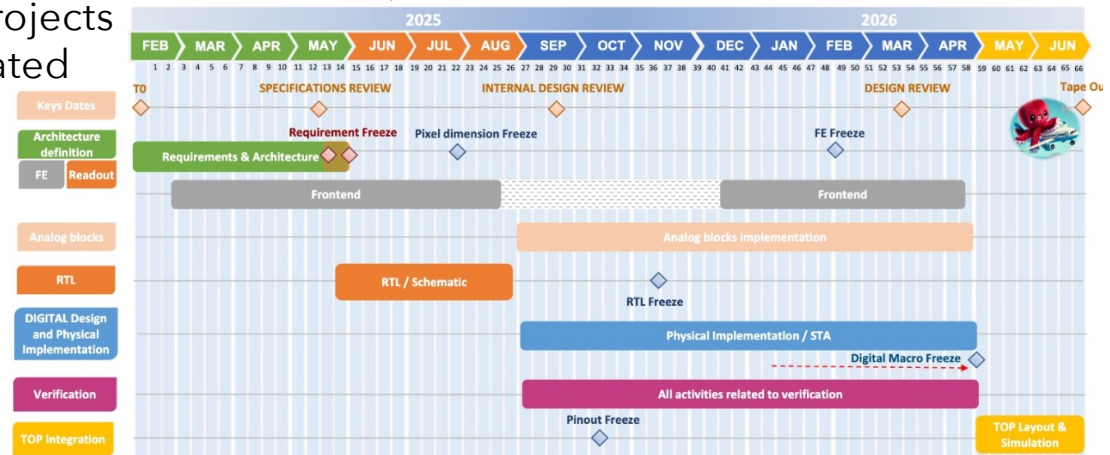 rojects
ated
2025
2026
FEB MAR APR MAY JUN JUL AUG SEP OCT NOV DEC JAN FEB MAR APR MAY JUN
1 2 3 4 5 6 7 8 9 10 11 12 13 14 15 16 17 18 19 20 21 22 23 24 25 26 27 28 29 30 31 32 33 34 35 36 37 38 39 40 41 42 43 44 45 46 47 48 49 50 51 52 53 54 55 56 57 58 59 60 61 62 63 64 65 66
T0
SPECIFICATIONS REVIEW
INTERNAL DESIGN REVIEW
DESIGN REVIEW
Tape Ou
Keys Dates
Architecture
definition
Requirement Freeze
Pixel dimension Freeze
FE Freeze
Requirements & Architecture
FE
Readout
Frontend
Frontend
Analog blocks
Analog blocks implementation
RTL
RTL / Schematic
RTL Freeze
DIGITAL Design
and Physical
Implementation
Physical Implementation / STA
Digital Macro Freeze
Verification
All activities related to verification
Pinout Freeze
TOP Integration
TOP Layout &
Simulation